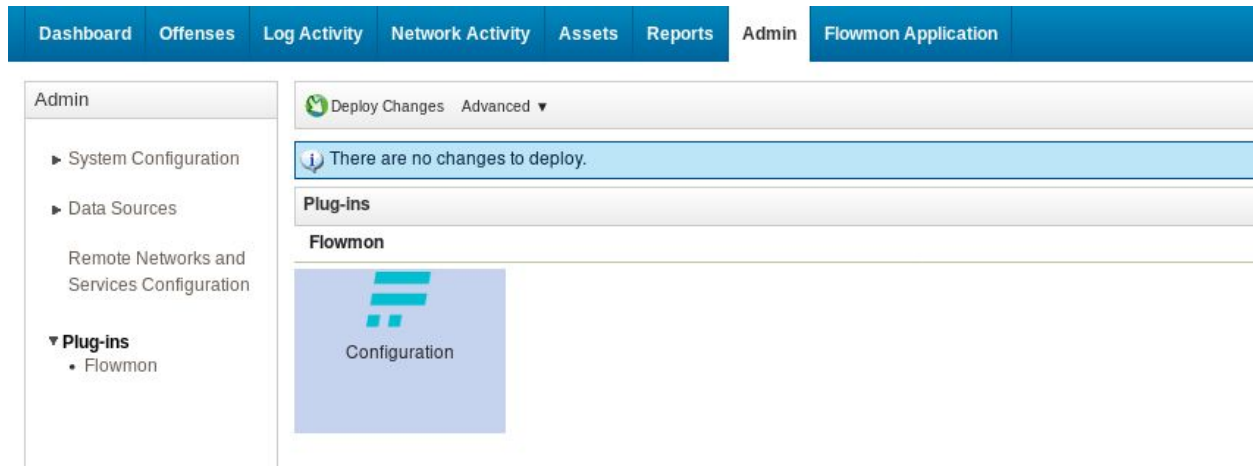 Dashboard Offenses Log Activity Network Activity Assets Reports Admin Flowmon Application
Admin
Deploy Changes Advanced ▼
System Configuration
There are no changes to deploy.
Data Sources
Plug-ins
Remote Networks and
Services Configuration
Flowmon
Plug-ins
• Flowmon
Configuration